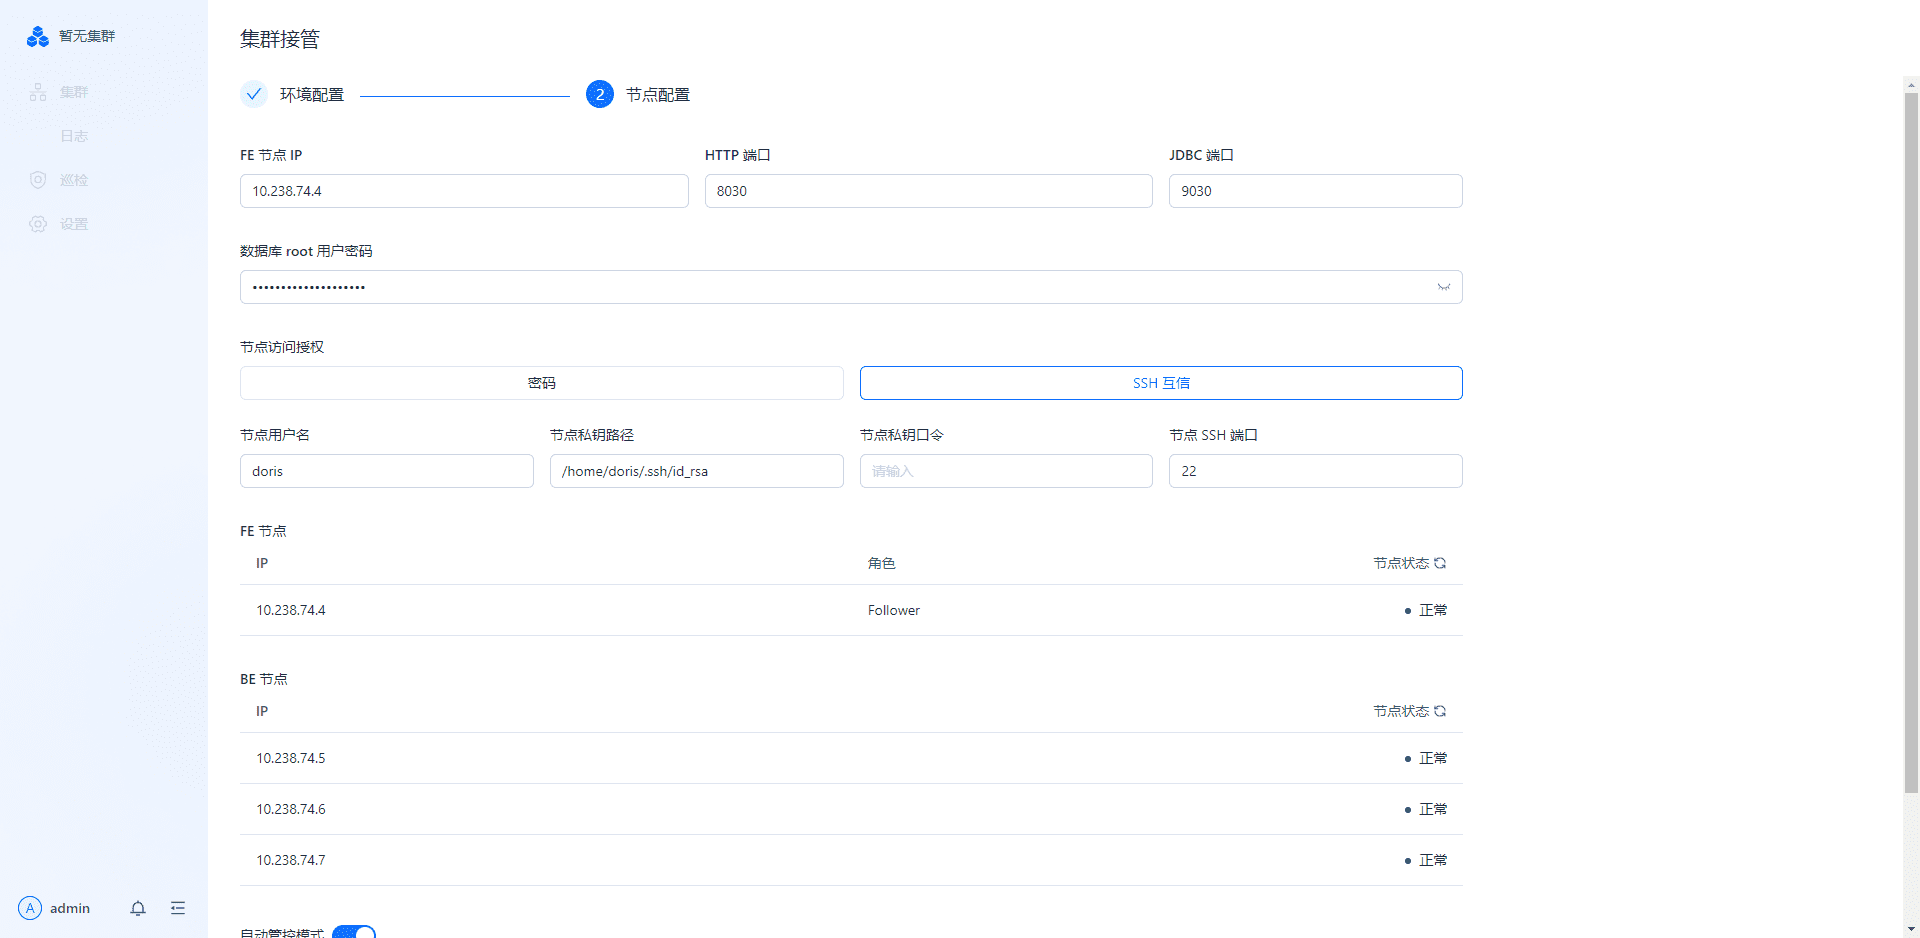 暂无集群
集群
日志
巡检
设置
A admin
集群接管
环境配置
2 节点配置
FE 节点 IP HTTP 端口 JDBC 端口
10.238.74.4 8030 9030
数据库 root 用户密码
••••••••••••••••••••
节点访问授权
密码 SSH 互信
节点用户名 节点私钥路径 节点私钥口令 节点 SSH 端口
doris /home/doris/.ssh/id_rsa 请输入 22
FE 节点
IP 角色 节点状态
10.238.74.4 Follower 正常
BE 节点
IP 节点状态
10.238.74.5 正常
10.238.74.6 正常
10.238.74.7 正常
自动管控模式